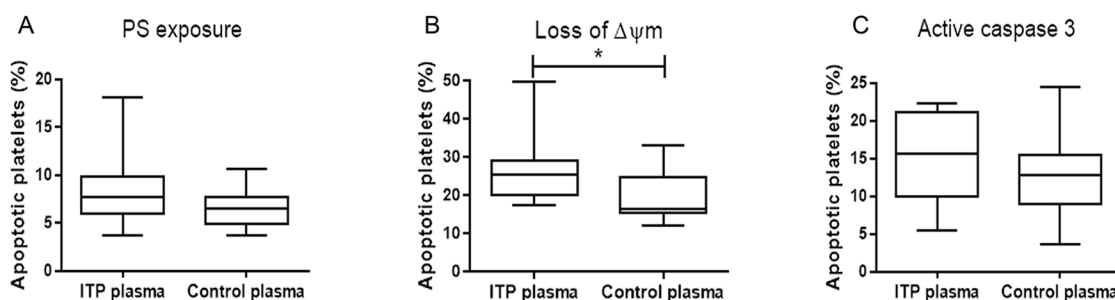 A
PS exposure
Apoptotic platelets (%)
20
15
10
5
0
ITP plasma
Control plasma
B
Loss of Δψm
*
Apoptotic platelets (%)
50
40
30
20
10
0
ITP plasma
Control plasma
C
Active caspase 3
Apoptotic platelets (%)
25
20
15
10
5
0
ITP plasma
Control plasma